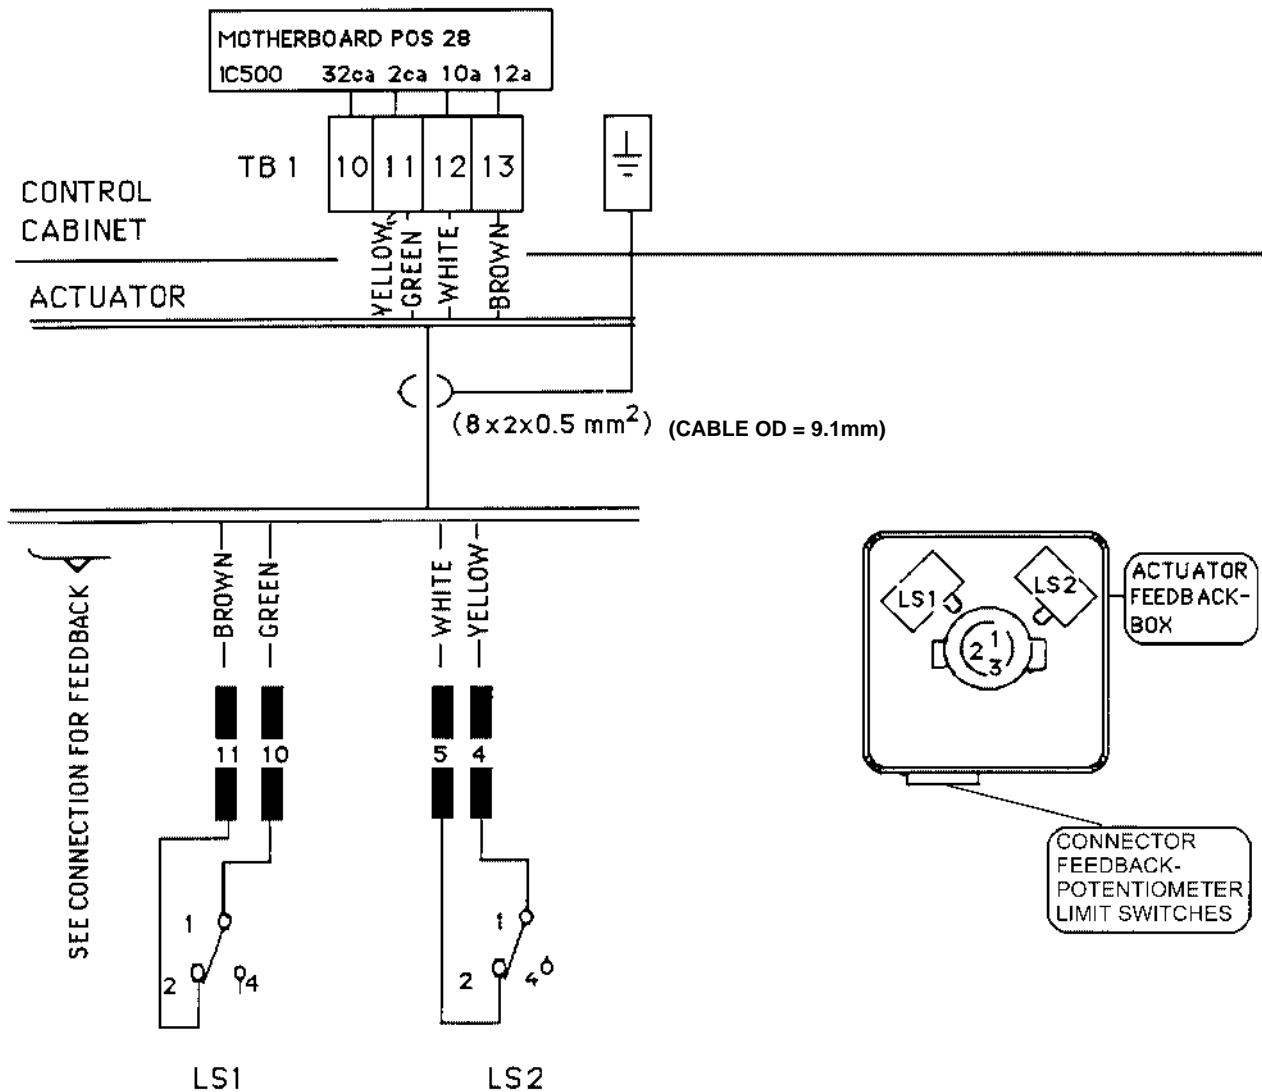 MOTHERBOARD POS 28
IC500 32ca 2ca 10a 12a
TB 1 10 11 12 13
CONTROL
CABINET
YELLOW
GREEN
WHITE
BROWN
ACTUATOR
(8x2x0.5 mm²) (CABLE OD = 9.1mm)
SEE CONNECTION FOR FEEDBACK
BROWN
GREEN
WHITE
YELLOW
11 10 5 4
1
2 4
1
2 4
LS1 LS2
LS1 LS2
1
2
3
ACTUATOR
FEEDBACK-
BOX
CONNECTOR
FEEDBACK-
POTENTIOMETER
LIMIT SWITCHES